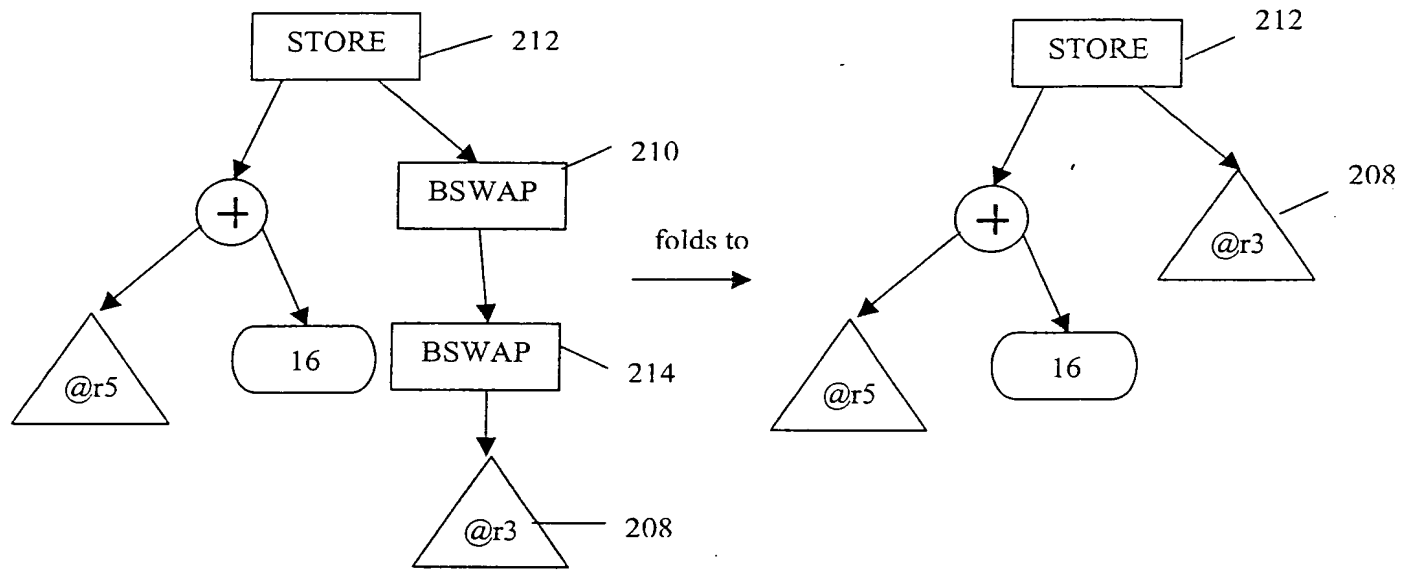 STORE
212
STORE
212
210
BSWAP
208
+
+
folds to
@r3
BSWAP
16
214
16
@r5
@r5
@r3
208